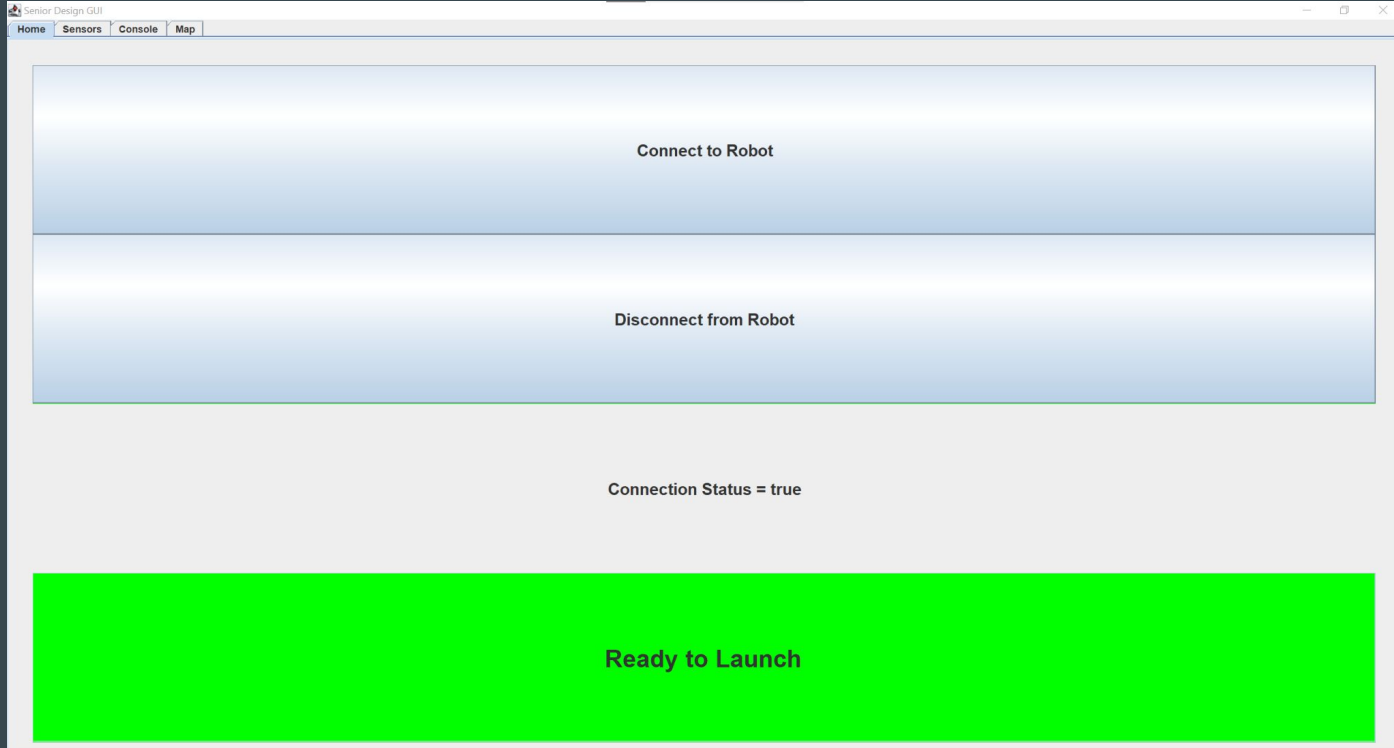 Senior Design GUI
Home Sensors Console Map
Connect to Robot
Disconnect from Robot
Connection Status = true
Ready to Launch